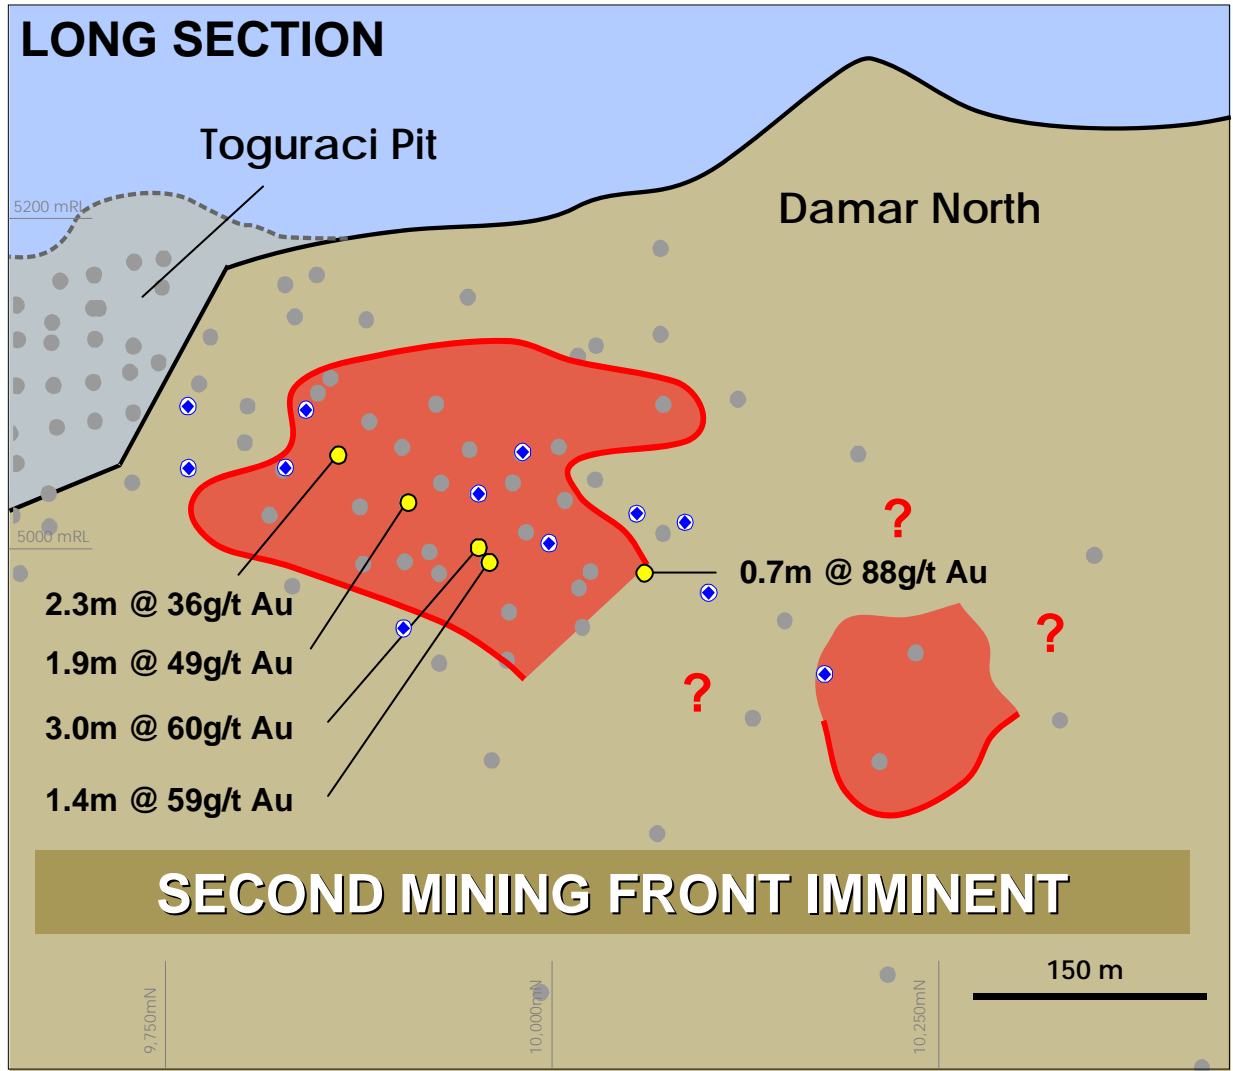 LONG SECTION
Toguraci Pit
5200 mRL
Damar North
?
5000 mRL
0.7m @ 88g/t Au
2.3m @ 36g/t Au
?
1.9m @ 49g/t Au
?
3.0m @ 60g/t Au
1.4m @ 59g/t Au
SECOND MINING FRONT IMMINENT
150 m
9,750mN
10,000mN
10,250mN